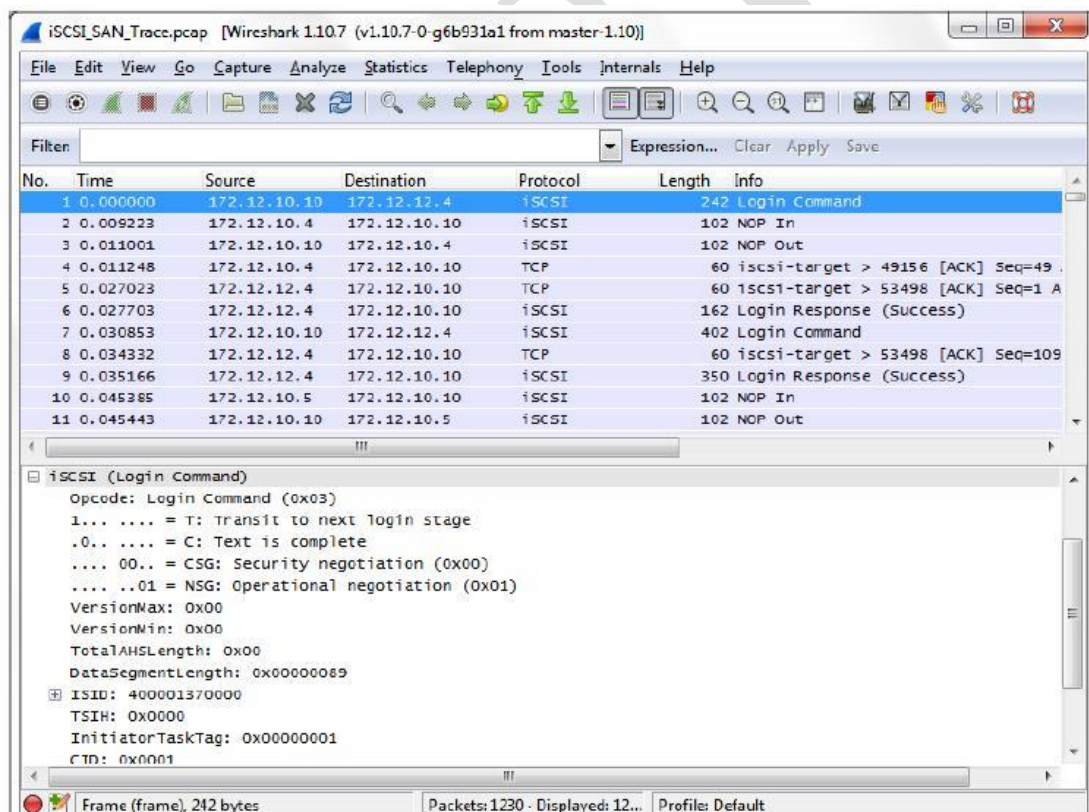 iSCSI_SAN_Trace.pcap [Wireshark 1.10.7 (v1.10.7-0-g6b931a1 from master-1.10)]
File Edit View Go Capture Analyze Statistics Telephony Tools Internals Help
Filter: Expression... Clear Apply Save
No. Time Source Destination Protocol Length Info
1 0.000000 172.12.10.10 172.12.12.4 iSCSI 242 Login Command
2 0.009223 172.12.10.4 172.12.10.10 iSCSI 102 NOP In
3 0.011001 172.12.10.10 172.12.10.4 iSCSI 102 NOP Out
4 0.011248 172.12.10.4 172.12.10.10 TCP 60 iscsi-target > 49156 [ACK] Seq=49
5 0.027023 172.12.12.4 172.12.10.10 TCP 60 iscsi-target > 53498 [ACK] Seq=1 A
6 0.027703 172.12.12.4 172.12.10.10 iSCSI 162 Login Response (Success)
7 0.030853 172.12.10.10 172.12.12.4 iSCSI 402 Login Command
8 0.034332 172.12.12.4 172.12.10.10 TCP 60 iscsi-target > 53498 [ACK] Seq=109
9 0.035166 172.12.12.4 172.12.10.10 iSCSI 350 Login Response (Success)
10 0.045385 172.12.10.5 172.12.10.10 iSCSI 102 NOP In
11 0.045443 172.12.10.10 172.12.10.5 iSCSI 102 NOP Out
iSCSI (Login Command)
Opcode: Login Command (0x03)
1... .... = T: Transit to next login stage
.0.. .... = C: Text is complete
.... 00.. = CSG: Security negotiation (0x00)
.... ..01 = NSG: Operational negotiation (0x01)
VersionMax: 0x00
VersionMin: 0x00
TotalAHSLength: 0x00
DataSegmentLength: 0x00000089
ISID: 400001370000
TSIH: 0x0000
InitiatorTaskTag: 0x00000001
CID: 0x0001
Frame (frame), 242 bytes Packets: 1230 · Displayed: 12... Profile: Default